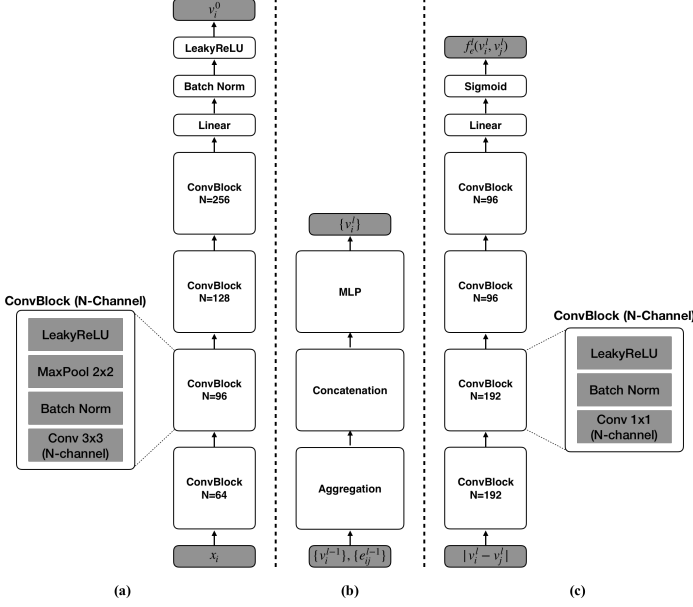 v_i^0
LeakyReLU
Batch Norm
Linear
ConvBlock
N=256
ConvBlock
N=128
ConvBlock
N=96
ConvBlock
N=64
x_i
ConvBlock (N-Channel)
LeakyReLU
MaxPool 2x2
Batch Norm
Conv 3x3
(N-channel)
(a)
{v_i^l}
MLP
Concatenation
Aggregation
{v_i^{l-1}}, {e_{ij}^{l-1}}
(b)
f_e^l(v_i^l, v_j^l)
Sigmoid
Linear
ConvBlock
N=96
ConvBlock
N=96
ConvBlock
N=192
ConvBlock
N=192
|v_i^l − v_j^l|
ConvBlock (N-Channel)
LeakyReLU
Batch Norm
Conv 1x1
(N-channel)
(c)